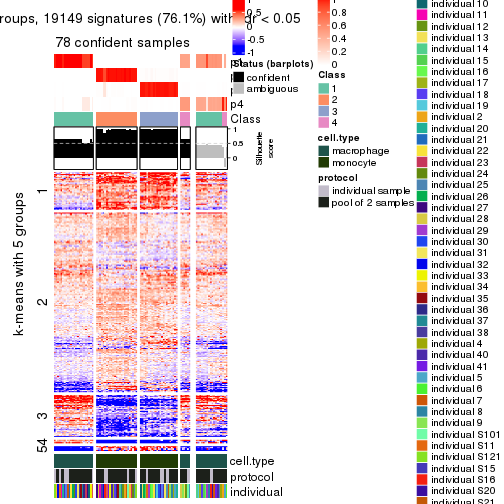 roups, 19149 signatures (76.1%) with
< 0.05
78 confident samples
p4
Class
1
0.5
0
Silhouette
score
k-means with 5 groups
1
2
3
54
cell.type
protocol
individual
1
0.5
0
-0.5
-1
Status (barplots)
confident
ambiguous
0.8
0.6
0.4
0.2
0
Class
1
2
3
4
cell.type
macrophage
monocyte
protocol
individual sample
pool of 2 samples
individual 10
individual 11
individual 12
individual 13
individual 14
individual 15
individual 16
individual 17
individual 18
individual 19
individual 2
individual 20
individual 21
individual 22
individual 23
individual 24
individual 25
individual 26
individual 27
individual 28
individual 29
individual 30
individual 31
individual 32
individual 33
individual 34
individual 35
individual 36
individual 37
individual 38
individual 4
individual 40
individual 41
individual 5
individual 6
individual 7
individual 8
individual 9
individual S101
individual S11
individual S121
individual S15
individual S16
individual S20
individual S21